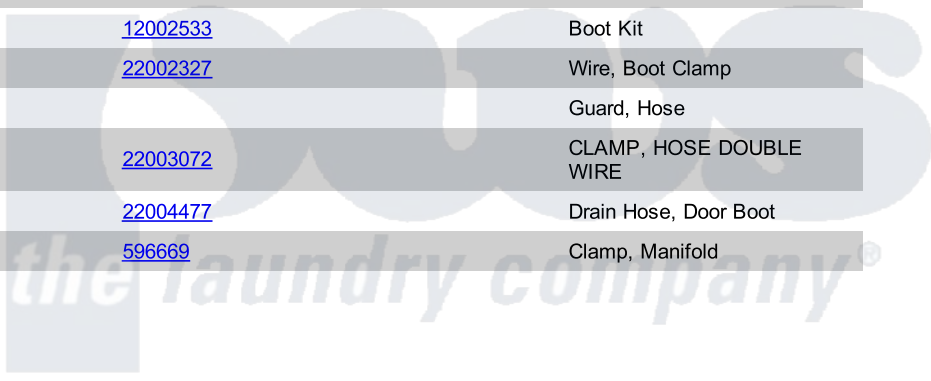 12002533 Boot Kit
22002327 Wire, Boot Clamp
Guard, Hose
22003072 CLAMP, HOSE DOUBLE
WIRE
22004477 Drain Hose, Door Boot
596669 Clamp, Manifold
pws
the laundry company®